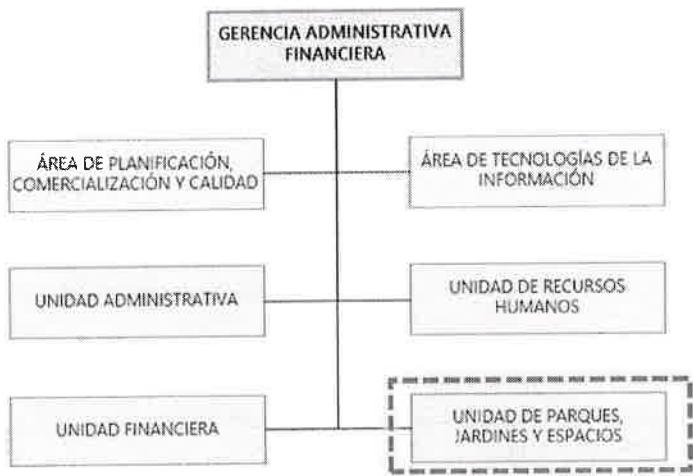 GERENCIA ADMINISTRATIVA
FINANCIERA
ÁREA DE PLANIFICACIÓN,
COMERCIALIZACIÓN Y CALIDAD
ÁREA DE TECNOLOGÍAS DE LA
INFORMACIÓN
UNIDAD ADMINISTRATIVA
UNIDAD DE RECURSOS
HUMANOS
UNIDAD FINANCIERA
UNIDAD DE PARQUES,
JARDINES Y ESPACIOS